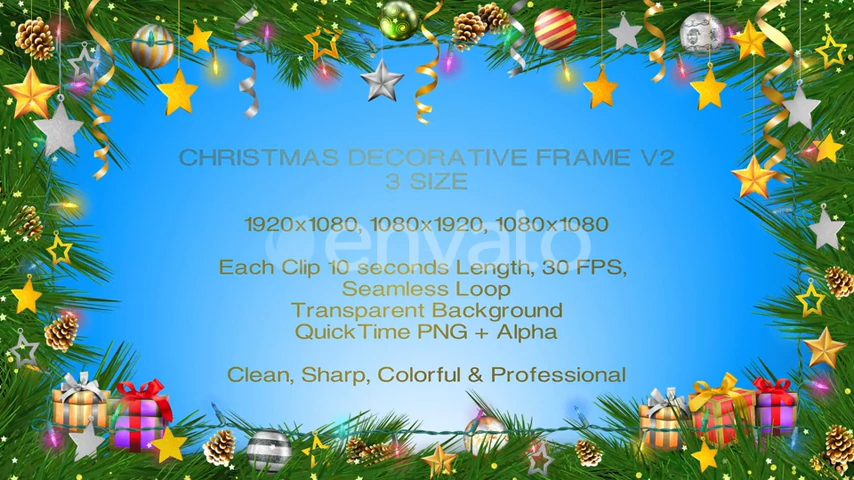 CHRISTMAS DECORATIVE FRAME V2
3 SIZE
1920x1080, 1080x1920, 1080x1080
envato
Each Clip 10 seconds Length, 30 FPS,
Seamless Loop
Transparent Background
QuickTime PNG + Alpha
Clean, Sharp, Colorful & Professional